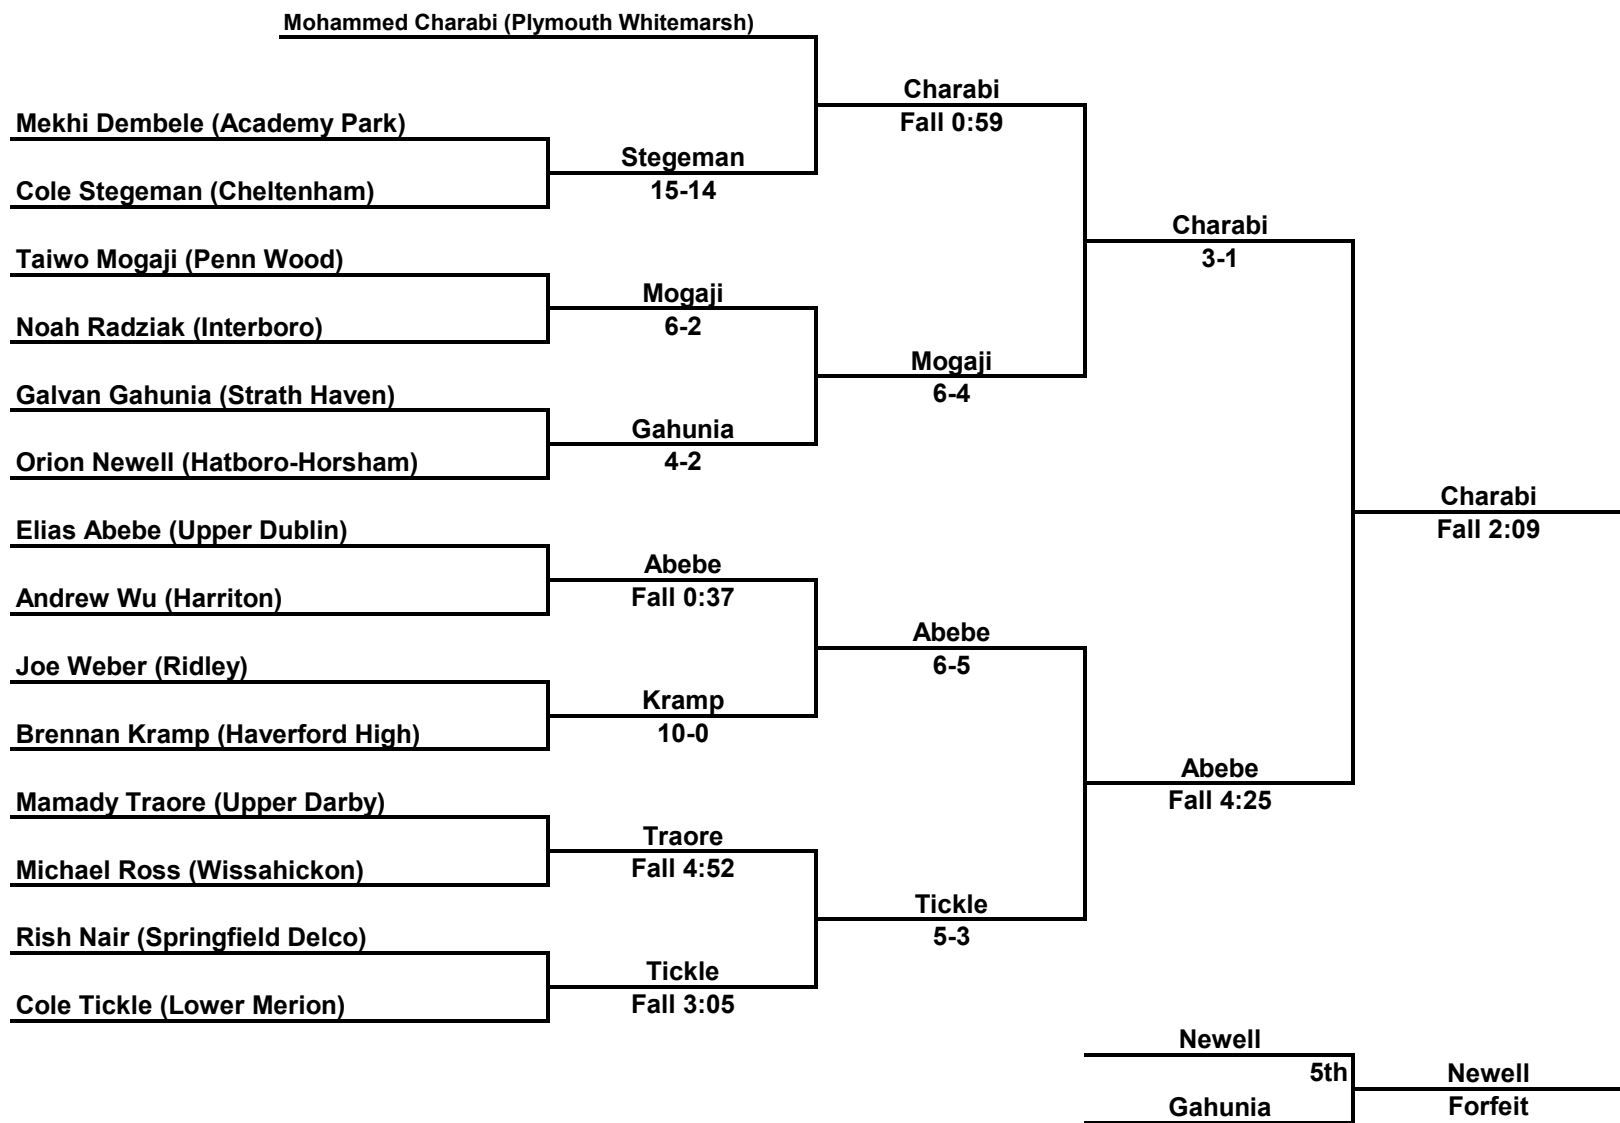 Mohammed Charabi (Plymouth Whitemarsh)
Charabi
Fall 0:59
Mekhi Dembele (Academy Park)
Stegeman
15-14
Cole Stegeman (Cheltenham)
Charabi
3-1
Taiwo Mogaji (Penn Wood)
Mogaji
6-2
Noah Radziak (Interboro)
Mogaji
6-4
Galvan Gahunia (Strath Haven)
Gahunia
4-2
Orion Newell (Hatboro-Horsham)
Charabi
Fall 2:09
Elias Abebe (Upper Dublin)
Abebe
Fall 0:37
Andrew Wu (Harriton)
Abebe
6-5
Joe Weber (Ridley)
Kramp
10-0
Brennan Kramp (Haverford High)
Abebe
Fall 4:25
Mamady Traore (Upper Darby)
Traore
Fall 4:52
Michael Ross (Wissahickon)
Tickle
5-3
Rish Nair (Springfield Delco)
Tickle
Fall 3:05
Cole Tickle (Lower Merion)
Newell
5th
Newell
Forfeit
Gahunia